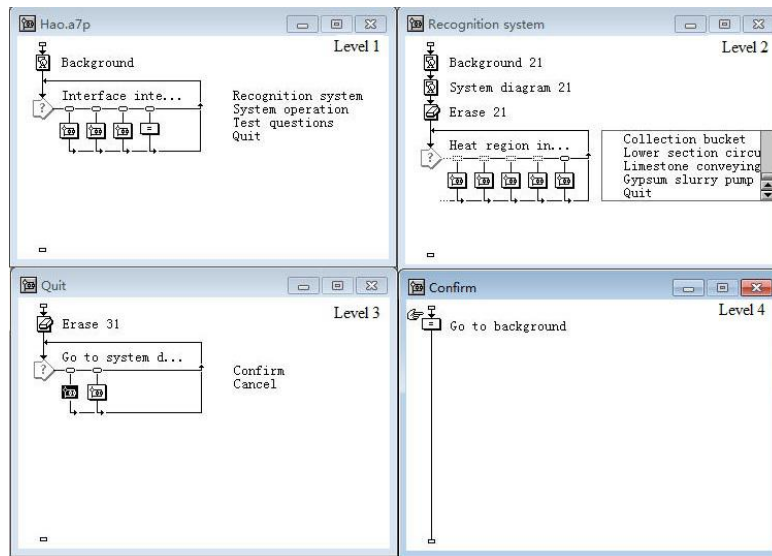 Hao.a7p
Level 1
Background
Interface inte...
Recognition system
System operation
Test questions
Quit
Recognition system
Level 2
Background 21
System diagram 21
Erase 21
Heat region in...
Collection bucket
Lower section circu
Limestone conveying
Gypsum slurry pump
Quit
Quit
Level 3
Erase 31
Go to system d...
Confirm
Cancel
Confirm
Level 4
Go to background